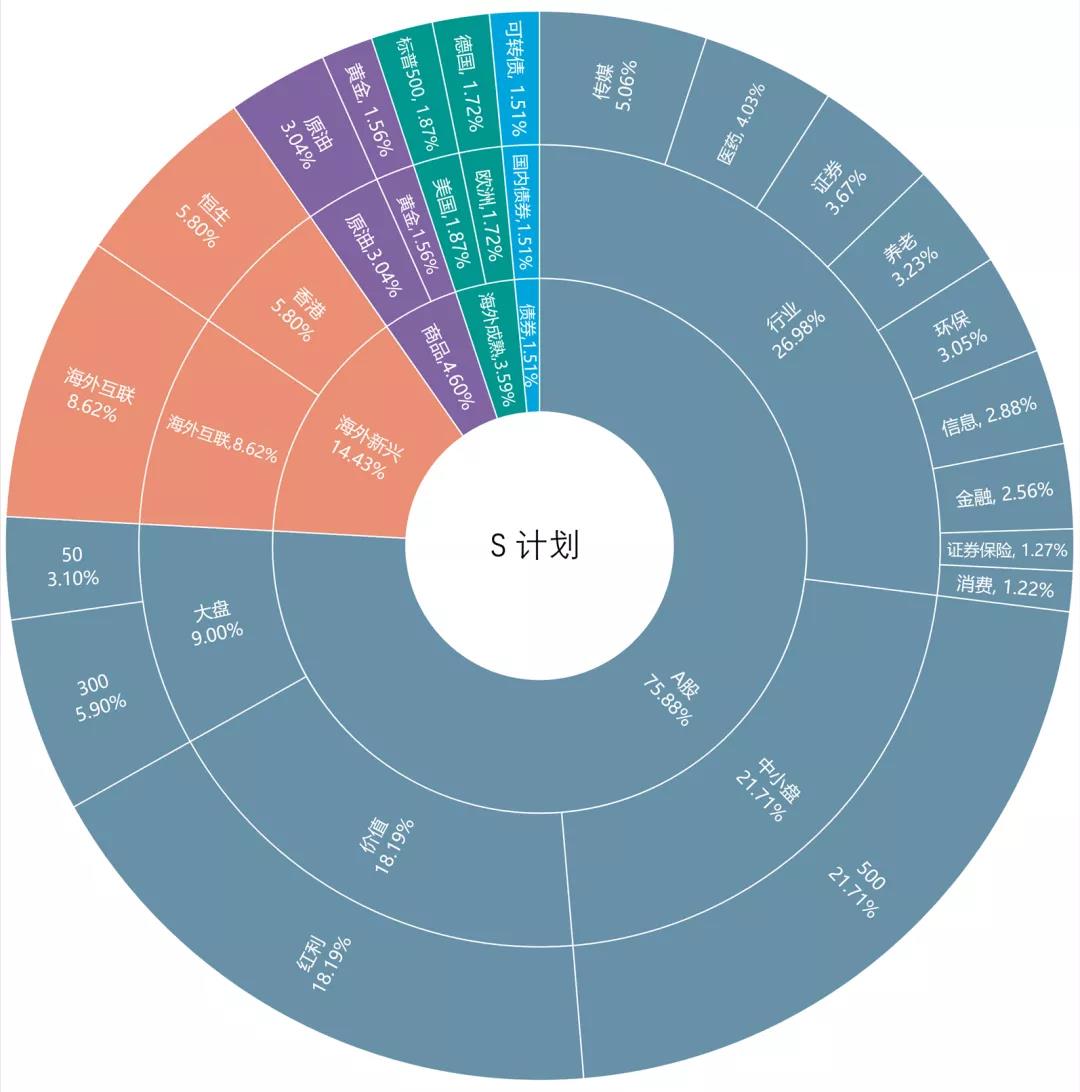 S 计划
A股
75.88%
海外新兴
14.43%
商品,4.60%
海外成熟,3.59%
债券,1.51%
行业
26.98%
中小盘
21.71%
价值
18.19%
大盘
9.00%
海外互联,8.62%
香港
5.80%
原油,3.04%
黄金,1.56%
美国,1.87%
欧洲,1.72%
国内债券,1.51%
传媒
5.06%
医药, 4.03%
证券
3.67%
养老
3.23%
环保
3.05%
信息, 2.88%
金融, 2.56%
证券保险, 1.27%
消费, 1.22%
500
21.71%
红利
18.19%
300
5.90%
50
3.10%
海外互联
8.62%
恒生
5.80%
原油
3.04%
黄金, 1.56%
标普500, 1.87%
德国, 1.72%
可转债, 1.51%